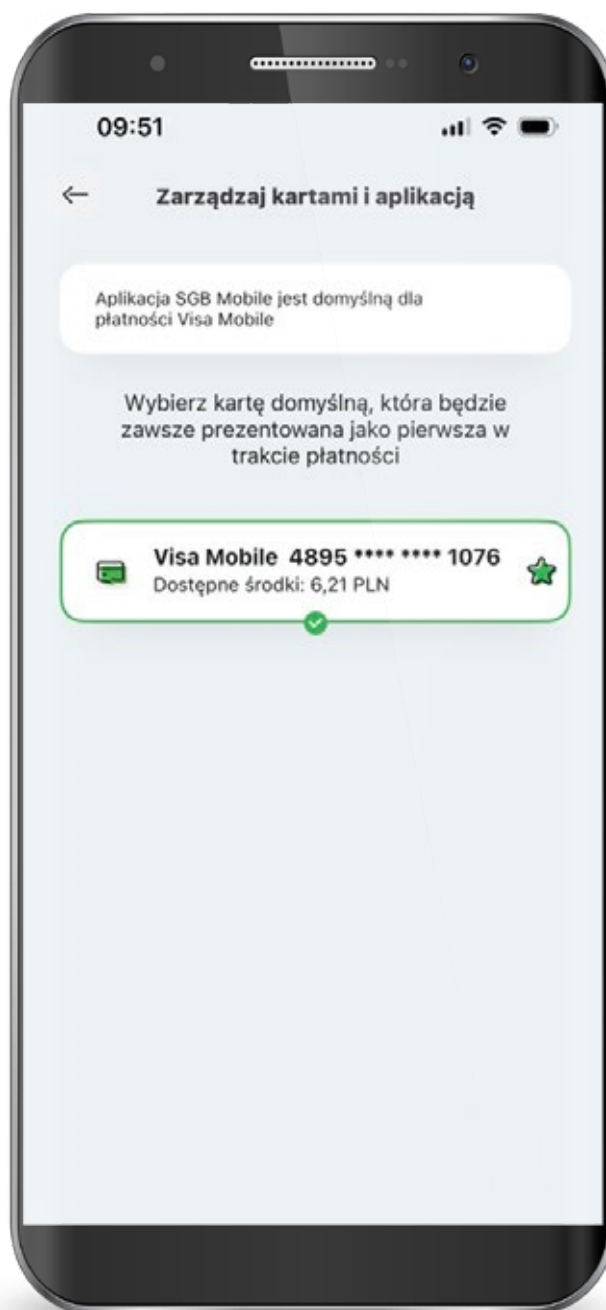 09:51
Zarządzaj kartami i aplikacją
Aplikacja SGB Mobile jest domyślną dla
płatności Visa Mobile
Wybierz kartę domyślną, która będzie
zawsze prezentowana jako pierwsza w
trakcie płatności
Visa Mobile 4895 **** **** 1076
Dostępne środki: 6,21 PLN